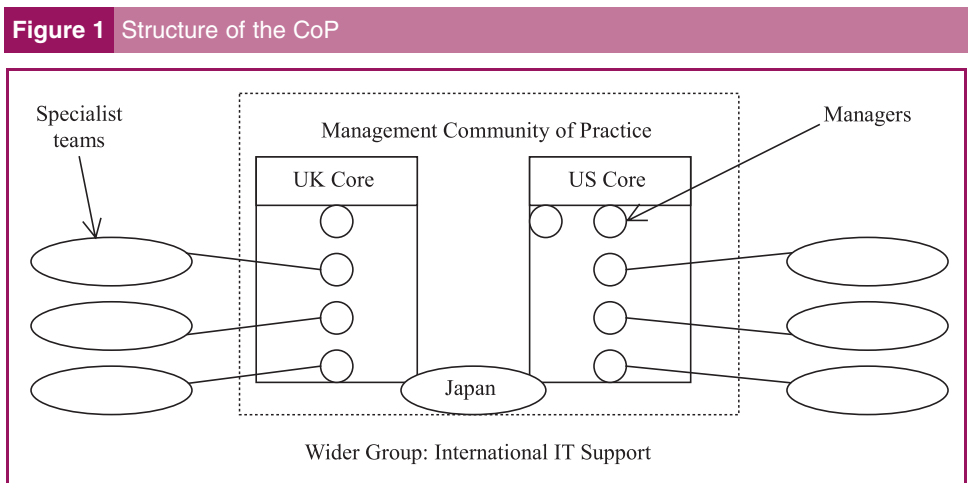 Figure 1 Structure of the CoP
Specialist
teams
Management Community of Practice
Managers
UK Core
US Core
Japan
Wider Group: International IT Support